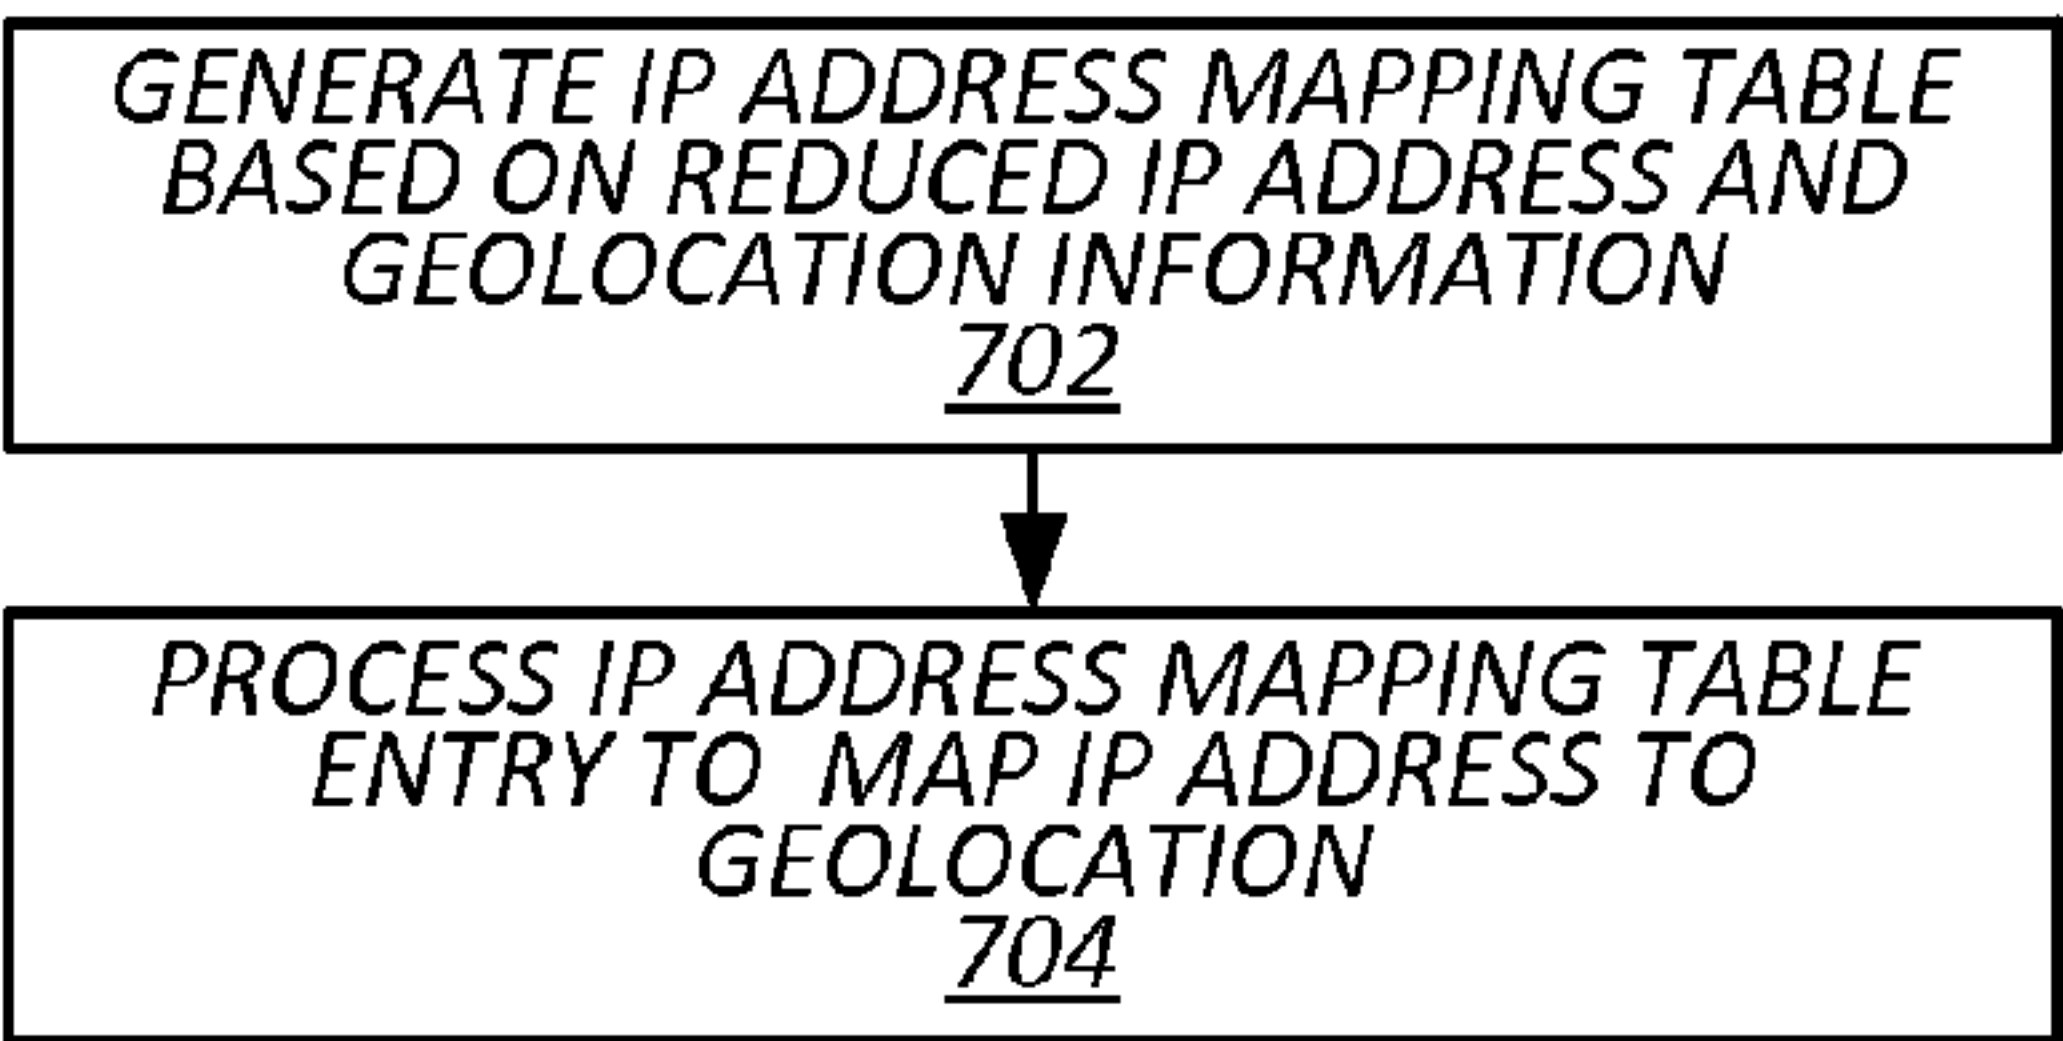 GENERATE IP ADDRESS MAPPING TABLE
BASED ON REDUCED IP ADDRESS AND
GEOLOCATION INFORMATION
702
PROCESS IP ADDRESS MAPPING TABLE
ENTRY TO MAP IP ADDRESS TO
GEOLOCATION
704